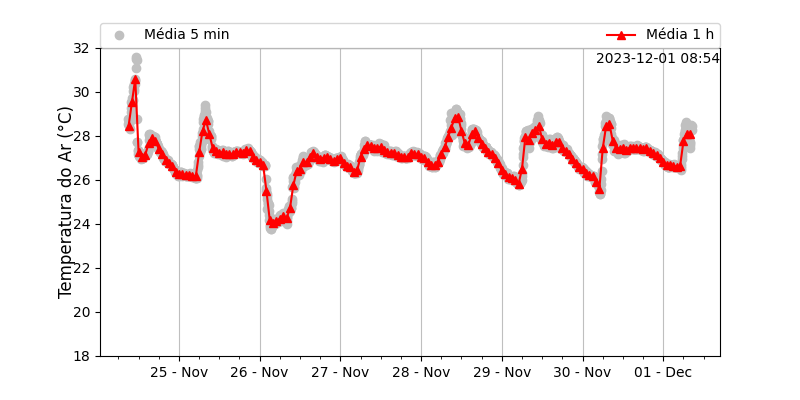 Média 5 min
Média 1 h
2023-12-01 08:54
Temperatura do Ar (°C)
32
30
28
26
24
22
20
18
25 - Nov
26 - Nov
27 - Nov
28 - Nov
29 - Nov
30 - Nov
01 - Dec